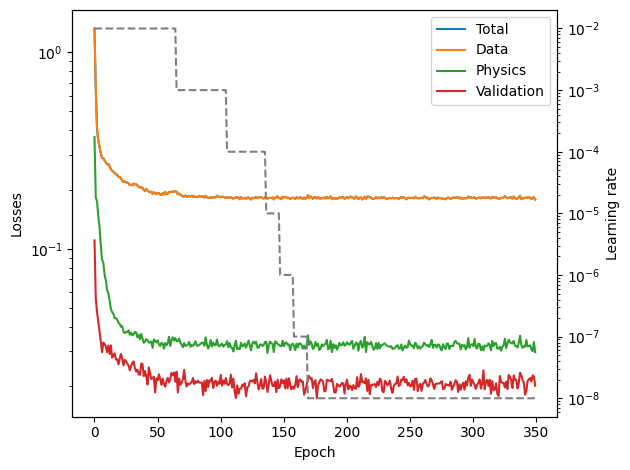 Total
Data
Physics
Validation
10⁰
10⁻¹
Losses
10⁻²
10⁻³
10⁻⁴
10⁻⁵
10⁻⁶
10⁻⁷
10⁻⁸
Learning rate
0 50 100 150 200 250 300 350
Epoch